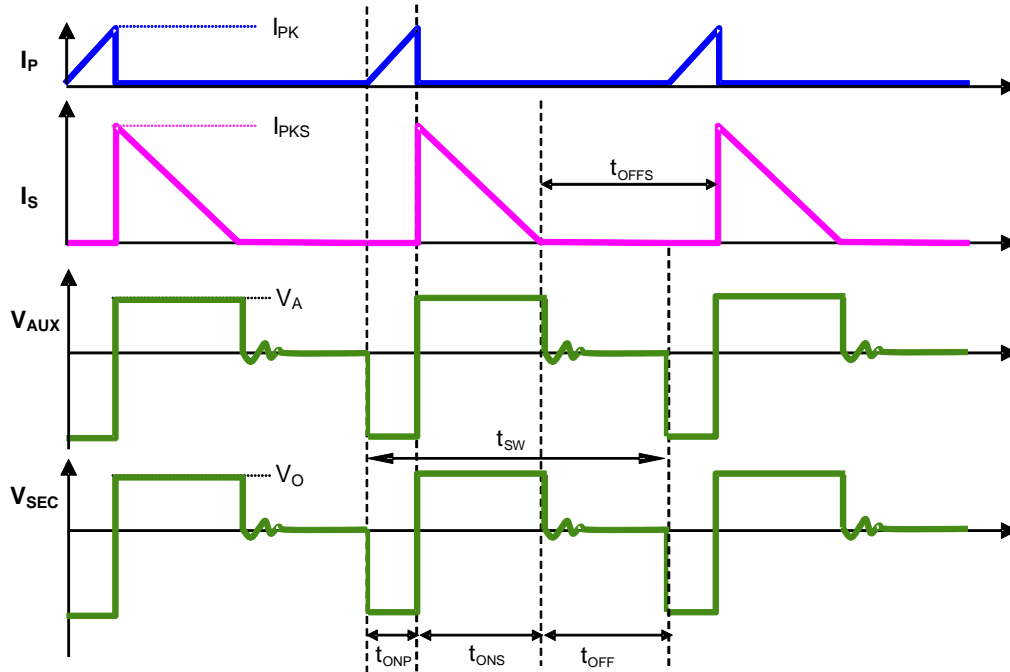 I_PK
I_P
I_PKS
t_OFFS
I_S
V_A
V_AUX
t_SW
V_O
V_SEC
t_ONP t_ONS t_OFF